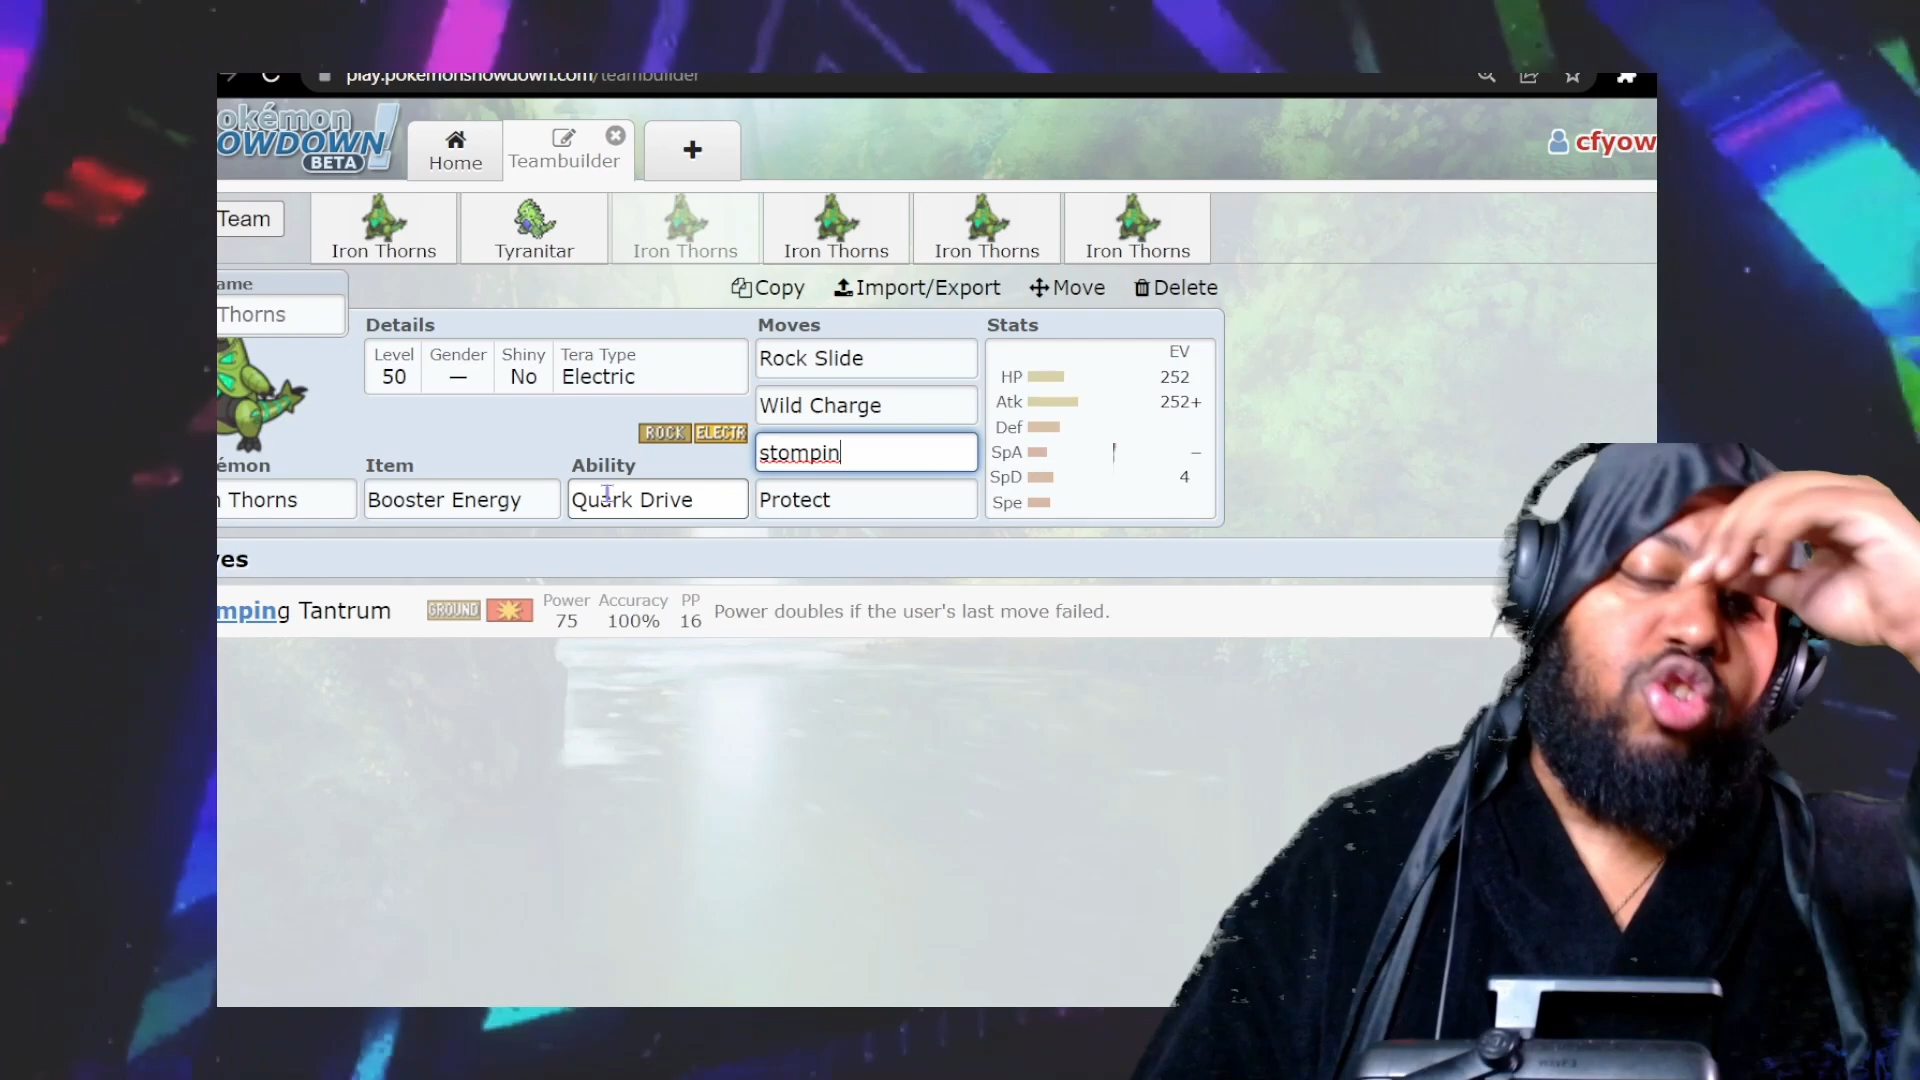 play.pokemonshowdown.com/teambuilder
okémon
OWDOWN!
BETA
Home
Teambuilder
+
cfyow
Team
Iron Thorns
Tyranitar
Iron Thorns
Iron Thorns
Iron Thorns
Iron Thorns
ame
Thorns
Copy
Import/Export
Move
Delete
Details
Moves
Stats
Level
Gender
Shiny
Tera Type
50
—
No
Electric
Rock Slide
Wild Charge
stompin
Protect
EV
HP 252
Atk 252+
Def
SpA –
SpD 4
Spe
ROCK
ELECTR
émon
Item
Ability
n Thorns
Booster Energy
Quark Drive
ves
mping Tantrum
GROUND
Power
75
Accuracy
100%
PP
16
Power doubles if the user's last move failed.